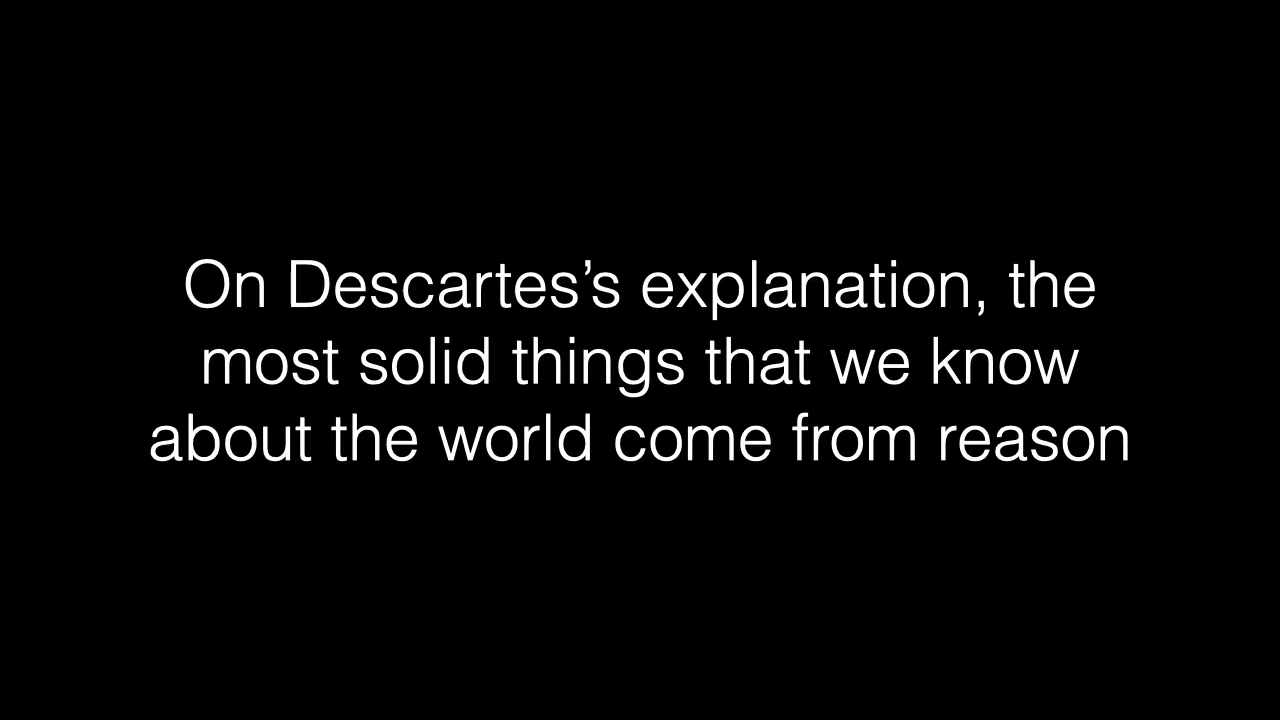 On Descartes’s explanation, the
most solid things that we know
about the world come from reason